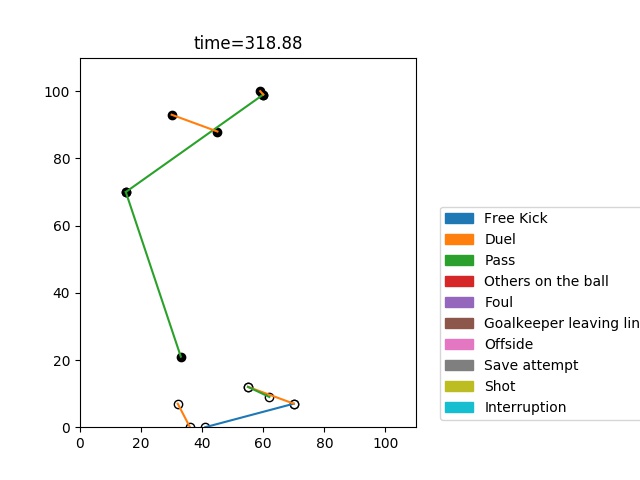 time=318.88
100
80
60
40
20
0
0 20 40 60 80 100
Free Kick
Duel
Pass
Others on the ball
Foul
Goalkeeper leaving lin
Offside
Save attempt
Shot
Interruption